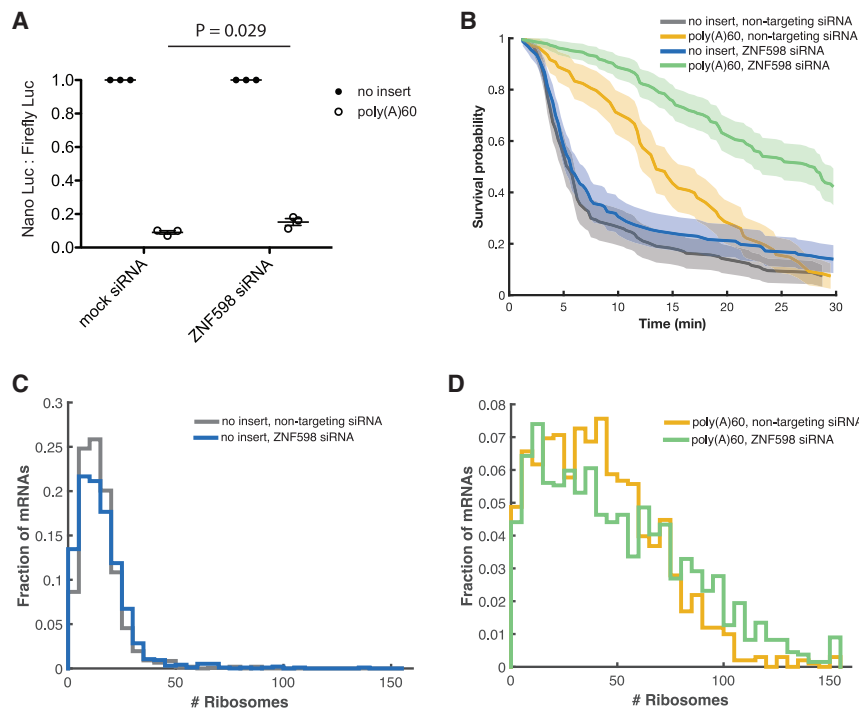 A
P = 0.029
Nano Luc : Firefly Luc
1.0
0.8
0.6
0.4
0.2
0.0
no insert
poly(A)60
mock siRNA
ZNF598 siRNA
B
no insert, non-targeting siRNA
poly(A)60, non-targeting siRNA
no insert, ZNF598 siRNA
poly(A)60, ZNF598 siRNA
Survival probability
1
0.8
0.6
0.4
0.2
0
0 5 10 15 20 25 30
Time (min)
C
no insert, non-targeting siRNA
no insert, ZNF598 siRNA
Fraction of mRNAs
0.3
0.25
0.2
0.15
0.1
0.05
0
0 50 100 150
# Ribosomes
D
poly(A)60, non-targeting siRNA
poly(A)60, ZNF598 siRNA
Fraction of mRNAs
0.08
0.07
0.06
0.05
0.04
0.03
0.02
0.01
0
0 50 100 150
# Ribosomes